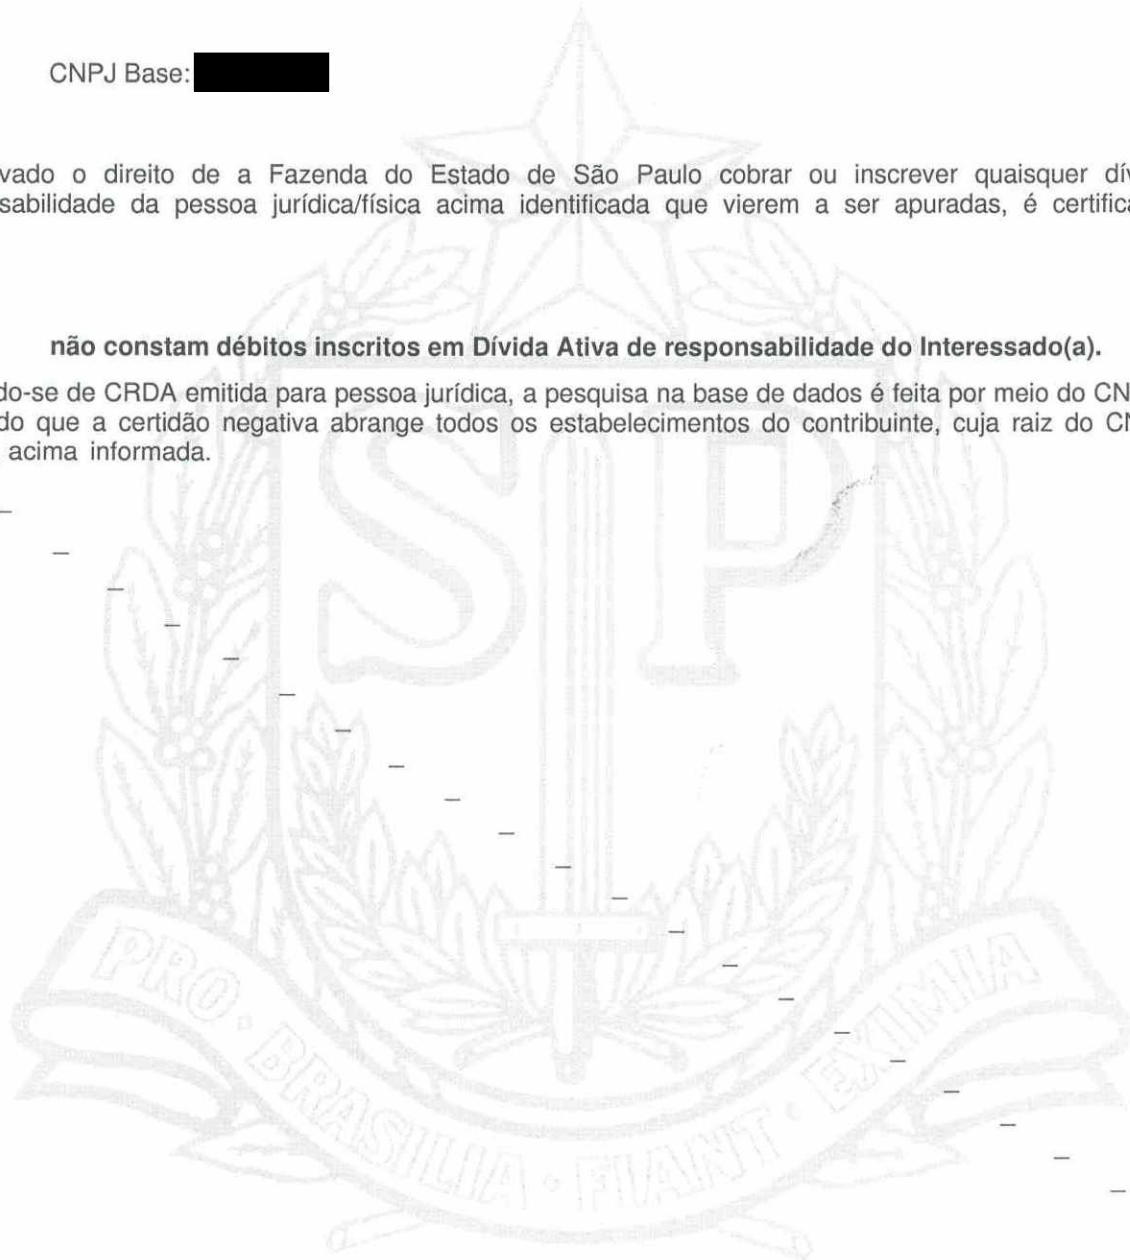 CNPJ Base:
vado o direito de a Fazenda do Estado de São Paulo cobrar ou inscrever quaisquer dív
sabilidade da pessoa jurídica/física acima identificada que vierem a ser apuradas, é certifica
não constam débitos inscritos em Dívida Ativa de responsabilidade do Interessado(a).
do-se de CRDA emitida para pessoa jurídica, a pesquisa na base de dados é feita por meio do CN
do que a certidão negativa abrange todos os estabelecimentos do contribuinte, cuja raiz do CN
acima informada.
SP
PRO · BRASILIA · FIANT · EXIMIA